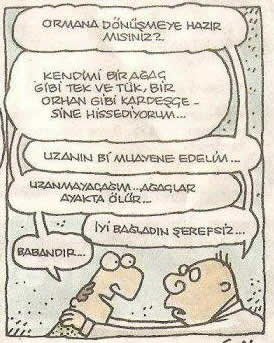 ORMANA DÖNÜŞMEYE HAZIR
MISINIZ?..
KENDİMİ BİR AĞAÇ
GİBİ TEK VE TÜK, BİR
ORHAN GİBİ KARDEŞÇE-
SİNE HİSSEDİYORUM...
UZANIN Bİ MUAYENE EDELİM...
UZANMAYACAĞIM...AĞAÇLAR
AYAKTA ÖLÜR...
İYİ BAĞLADIN ŞEREFSİZ...
BABANDIR...